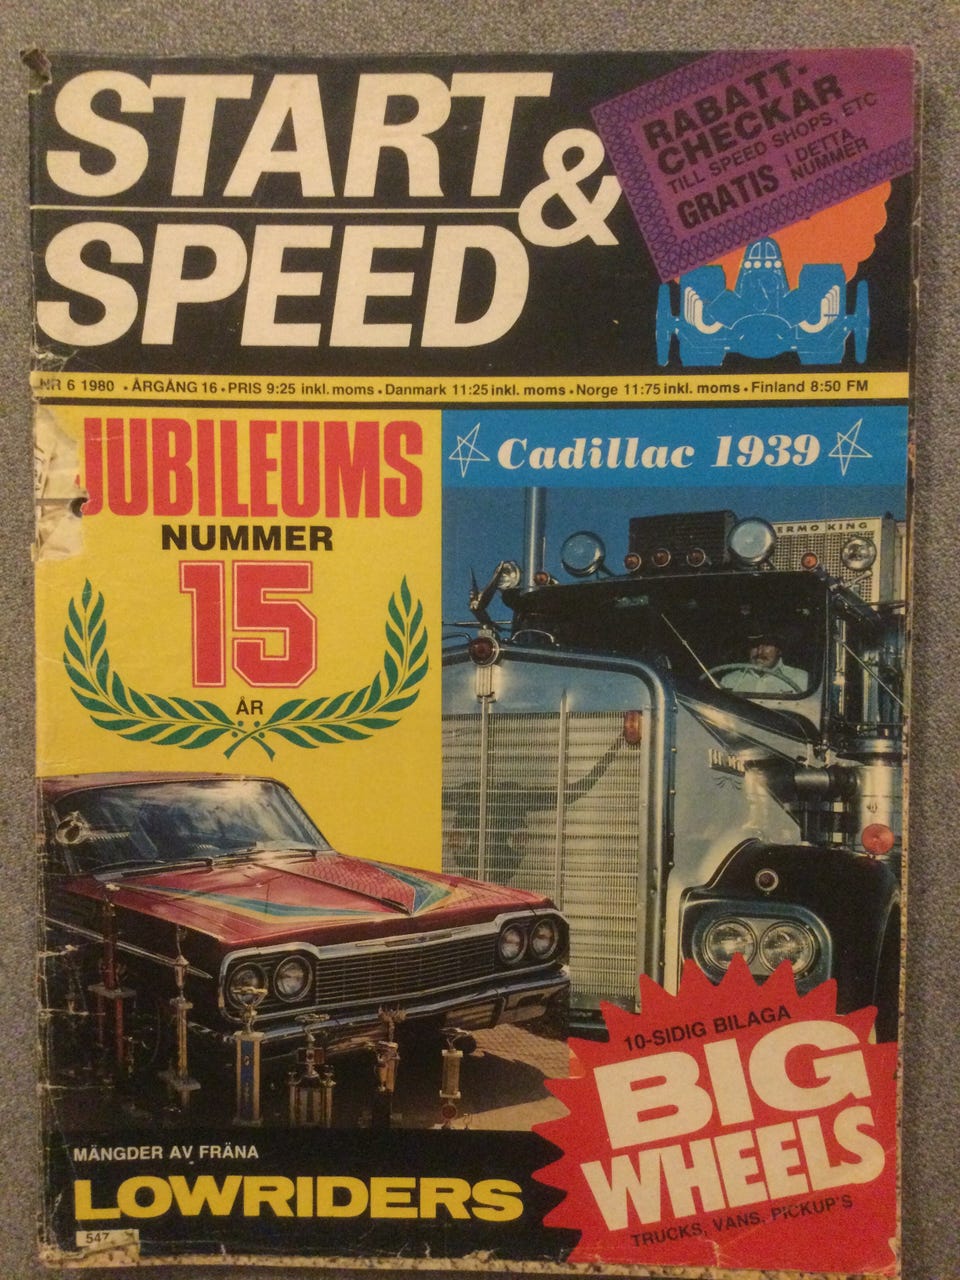 START
&
SPEED
RABATT-
CHECKAR
TILL SPEED SHOPS, ETC
GRATIS I DETTA
NUMMER
NR 6 1980 • ÅRGÅNG 16 • PRIS 9:25 inkl. moms • Danmark 11:25 inkl. moms • Norge 11:75 inkl. moms • Finland 8:50 FM
JUBILEUMS
NUMMER
15
ÅR
Cadillac 1939
ERMO KING
10-SIDIG BILAGA
BIG
WHEELS
TRUCKS, VANS, PICKUP'S
MÄNGDER AV FRÄNA
LOWRIDERS
547